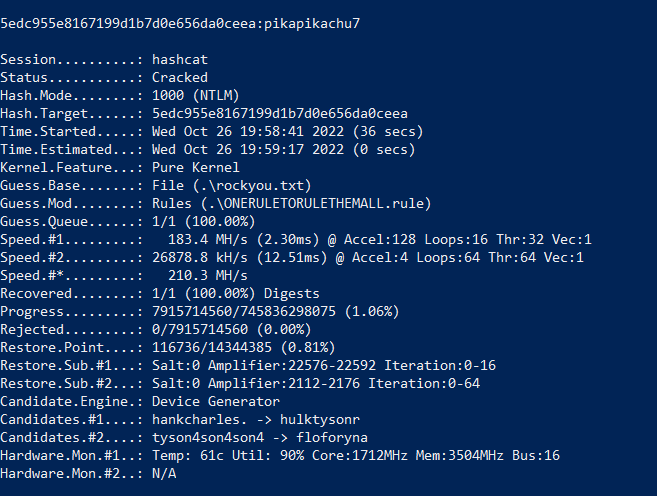 5edc955e8167199d1b7d0e656da0ceea:pikapikachu7
Session..........: hashcat
Status...........: Cracked
Hash.Mode........: 1000 (NTLM)
Hash.Target......: 5edc955e8167199d1b7d0e656da0ceea
Time.Started.....: Wed Oct 26 19:58:41 2022 (36 secs)
Time.Estimated...: Wed Oct 26 19:59:17 2022 (0 secs)
Kernel.Feature...: Pure Kernel
Guess.Base.......: File (.\rockyou.txt)
Guess.Mod........: Rules (.\ONERULETORULETHEMALL.rule)
Guess.Queue......: 1/1 (100.00%)
Speed.#1.........:   183.4 MH/s (2.30ms) @ Accel:128 Loops:16 Thr:32 Vec:1
Speed.#2.........: 26878.8 kH/s (12.51ms) @ Accel:4 Loops:64 Thr:64 Vec:1
Speed.#*.........:   210.3 MH/s
Recovered........: 1/1 (100.00%) Digests
Progress.........: 7915714560/745836298075 (1.06%)
Rejected.........: 0/7915714560 (0.00%)
Restore.Point....: 116736/14344385 (0.81%)
Restore.Sub.#1...: Salt:0 Amplifier:22576-22592 Iteration:0-16
Restore.Sub.#2...: Salt:0 Amplifier:2112-2176 Iteration:0-64
Candidate.Engine.: Device Generator
Candidates.#1....: hankcharles. -> hulktysonr
Candidates.#2....: tyson4son4son4 -> floforyna
Hardware.Mon.#1..: Temp: 61c Util: 90% Core:1712MHz Mem:3504MHz Bus:16
Hardware.Mon.#2..: N/A